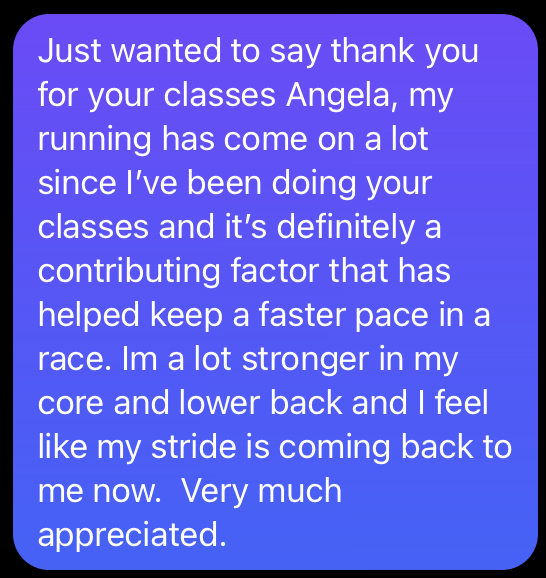 Just wanted to say thank you
for your classes Angela, my
running has come on a lot
since I’ve been doing your
classes and it’s definitely a
contributing factor that has
helped keep a faster pace in a
race. Im a lot stronger in my
core and lower back and I feel
like my stride is coming back to
me now.  Very much
appreciated.